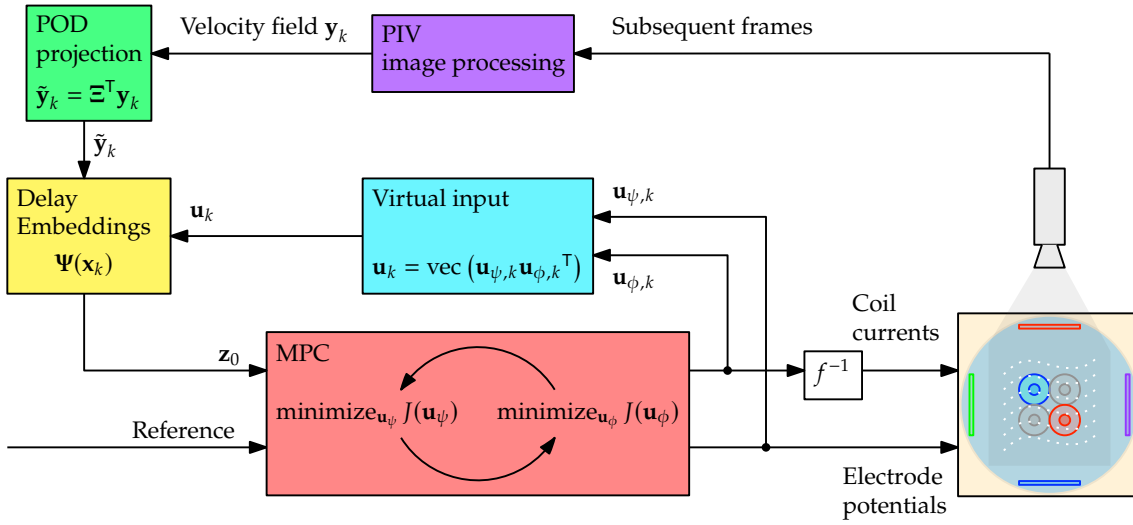 POD
projection
ỹ_k = Ξ^T y_k
Velocity field y_k
PIV
image processing
Subsequent frames
ỹ_k
Delay
Embeddings
Ψ(x_k)
u_k
Virtual input
u_k = vec (u_{ψ,k} u_{ϕ,k}^T)
u_{ψ,k}
u_{ϕ,k}
Coil
currents
z_0
MPC
minimize_{u_ψ} J(u_ψ)
minimize_{u_ϕ} J(u_ϕ)
f^{-1}
Reference
Electrode
potentials